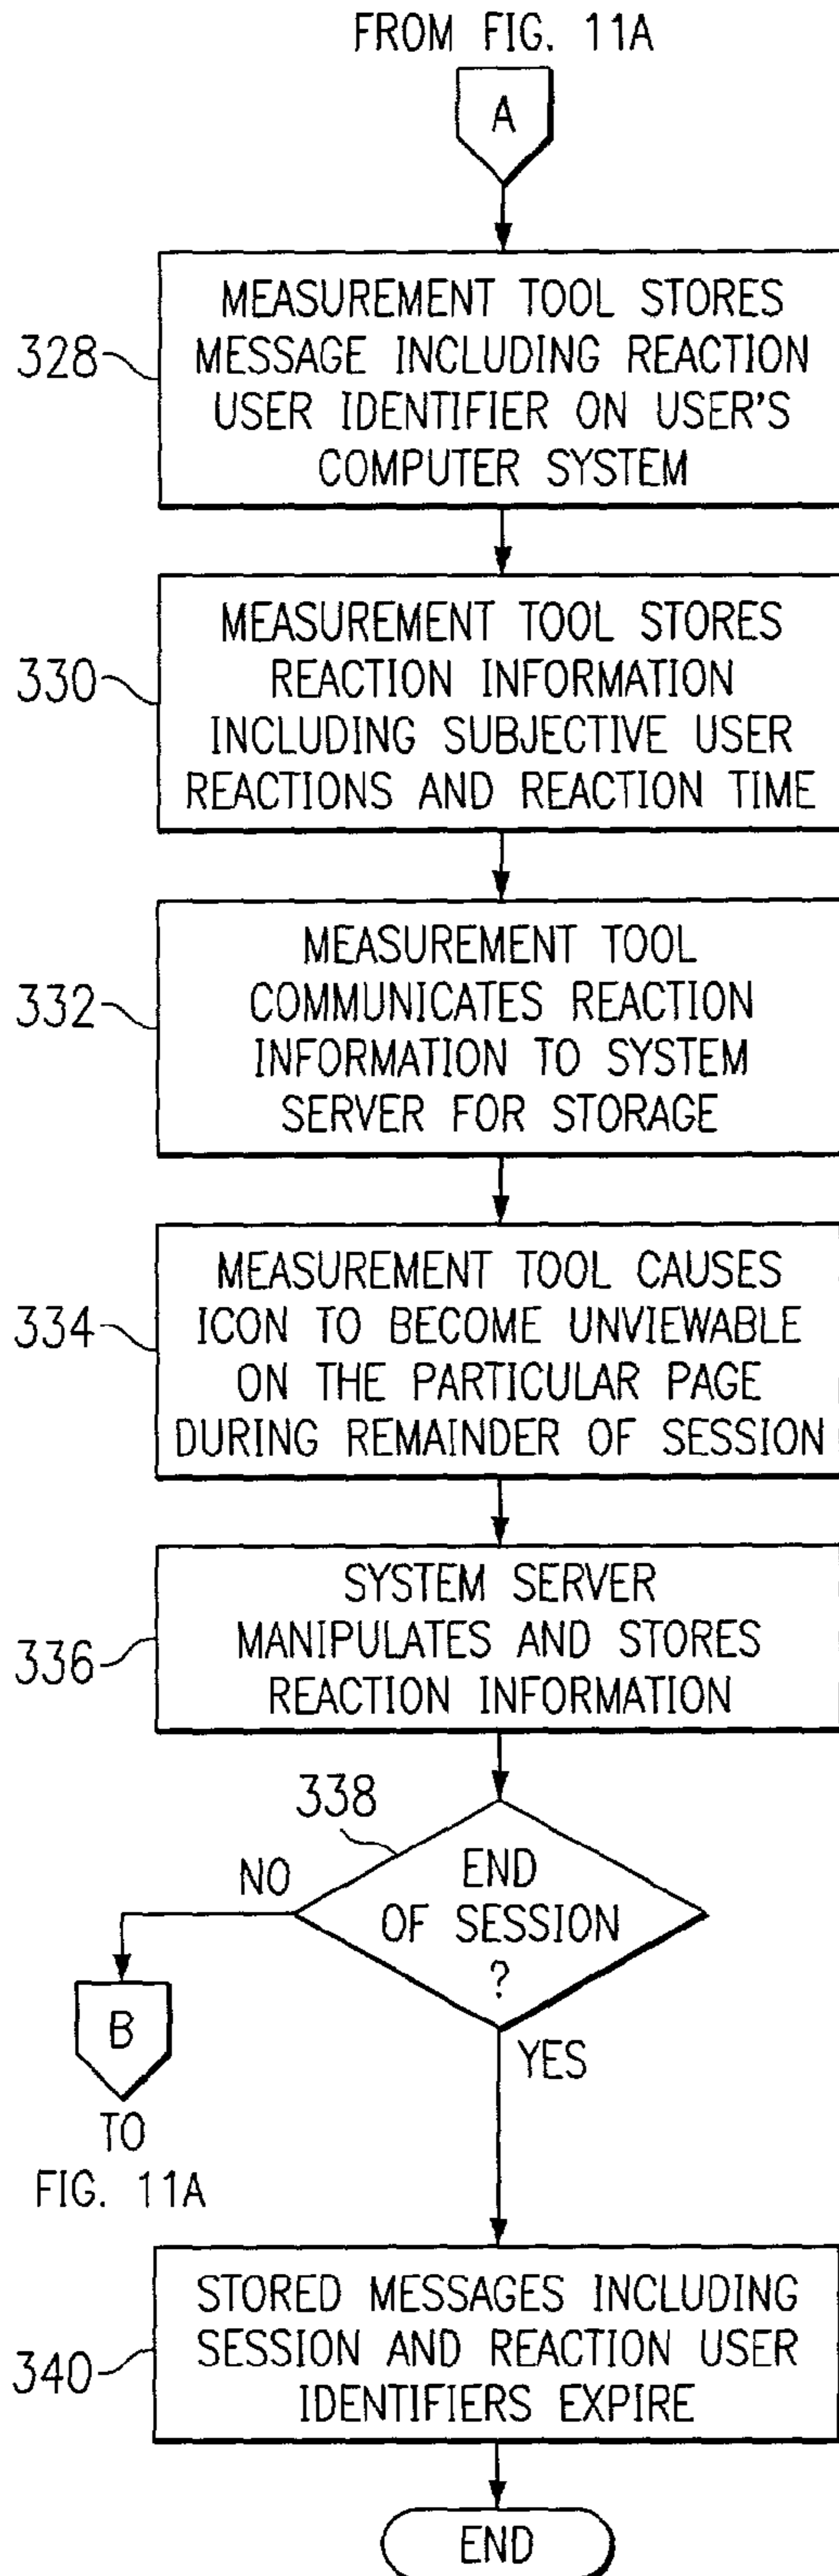 FROM FIG. 11A
A
328
MEASUREMENT TOOL STORES
MESSAGE INCLUDING REACTION
USER IDENTIFIER ON USER'S
COMPUTER SYSTEM
330
MEASUREMENT TOOL STORES
REACTION INFORMATION
INCLUDING SUBJECTIVE USER
REACTIONS AND REACTION TIME
332
MEASUREMENT TOOL
COMMUNICATES REACTION
INFORMATION TO SYSTEM
SERVER FOR STORAGE
334
MEASUREMENT TOOL CAUSES
ICON TO BECOME UNVIEWABLE
ON THE PARTICULAR PAGE
DURING REMAINDER OF SESSION
336
SYSTEM SERVER
MANIPULATES AND STORES
REACTION INFORMATION
338
END
OF SESSION
?
NO
B
TO
FIG. 11A
YES
340
STORED MESSAGES INCLUDING
SESSION AND REACTION USER
IDENTIFIERS EXPIRE
END